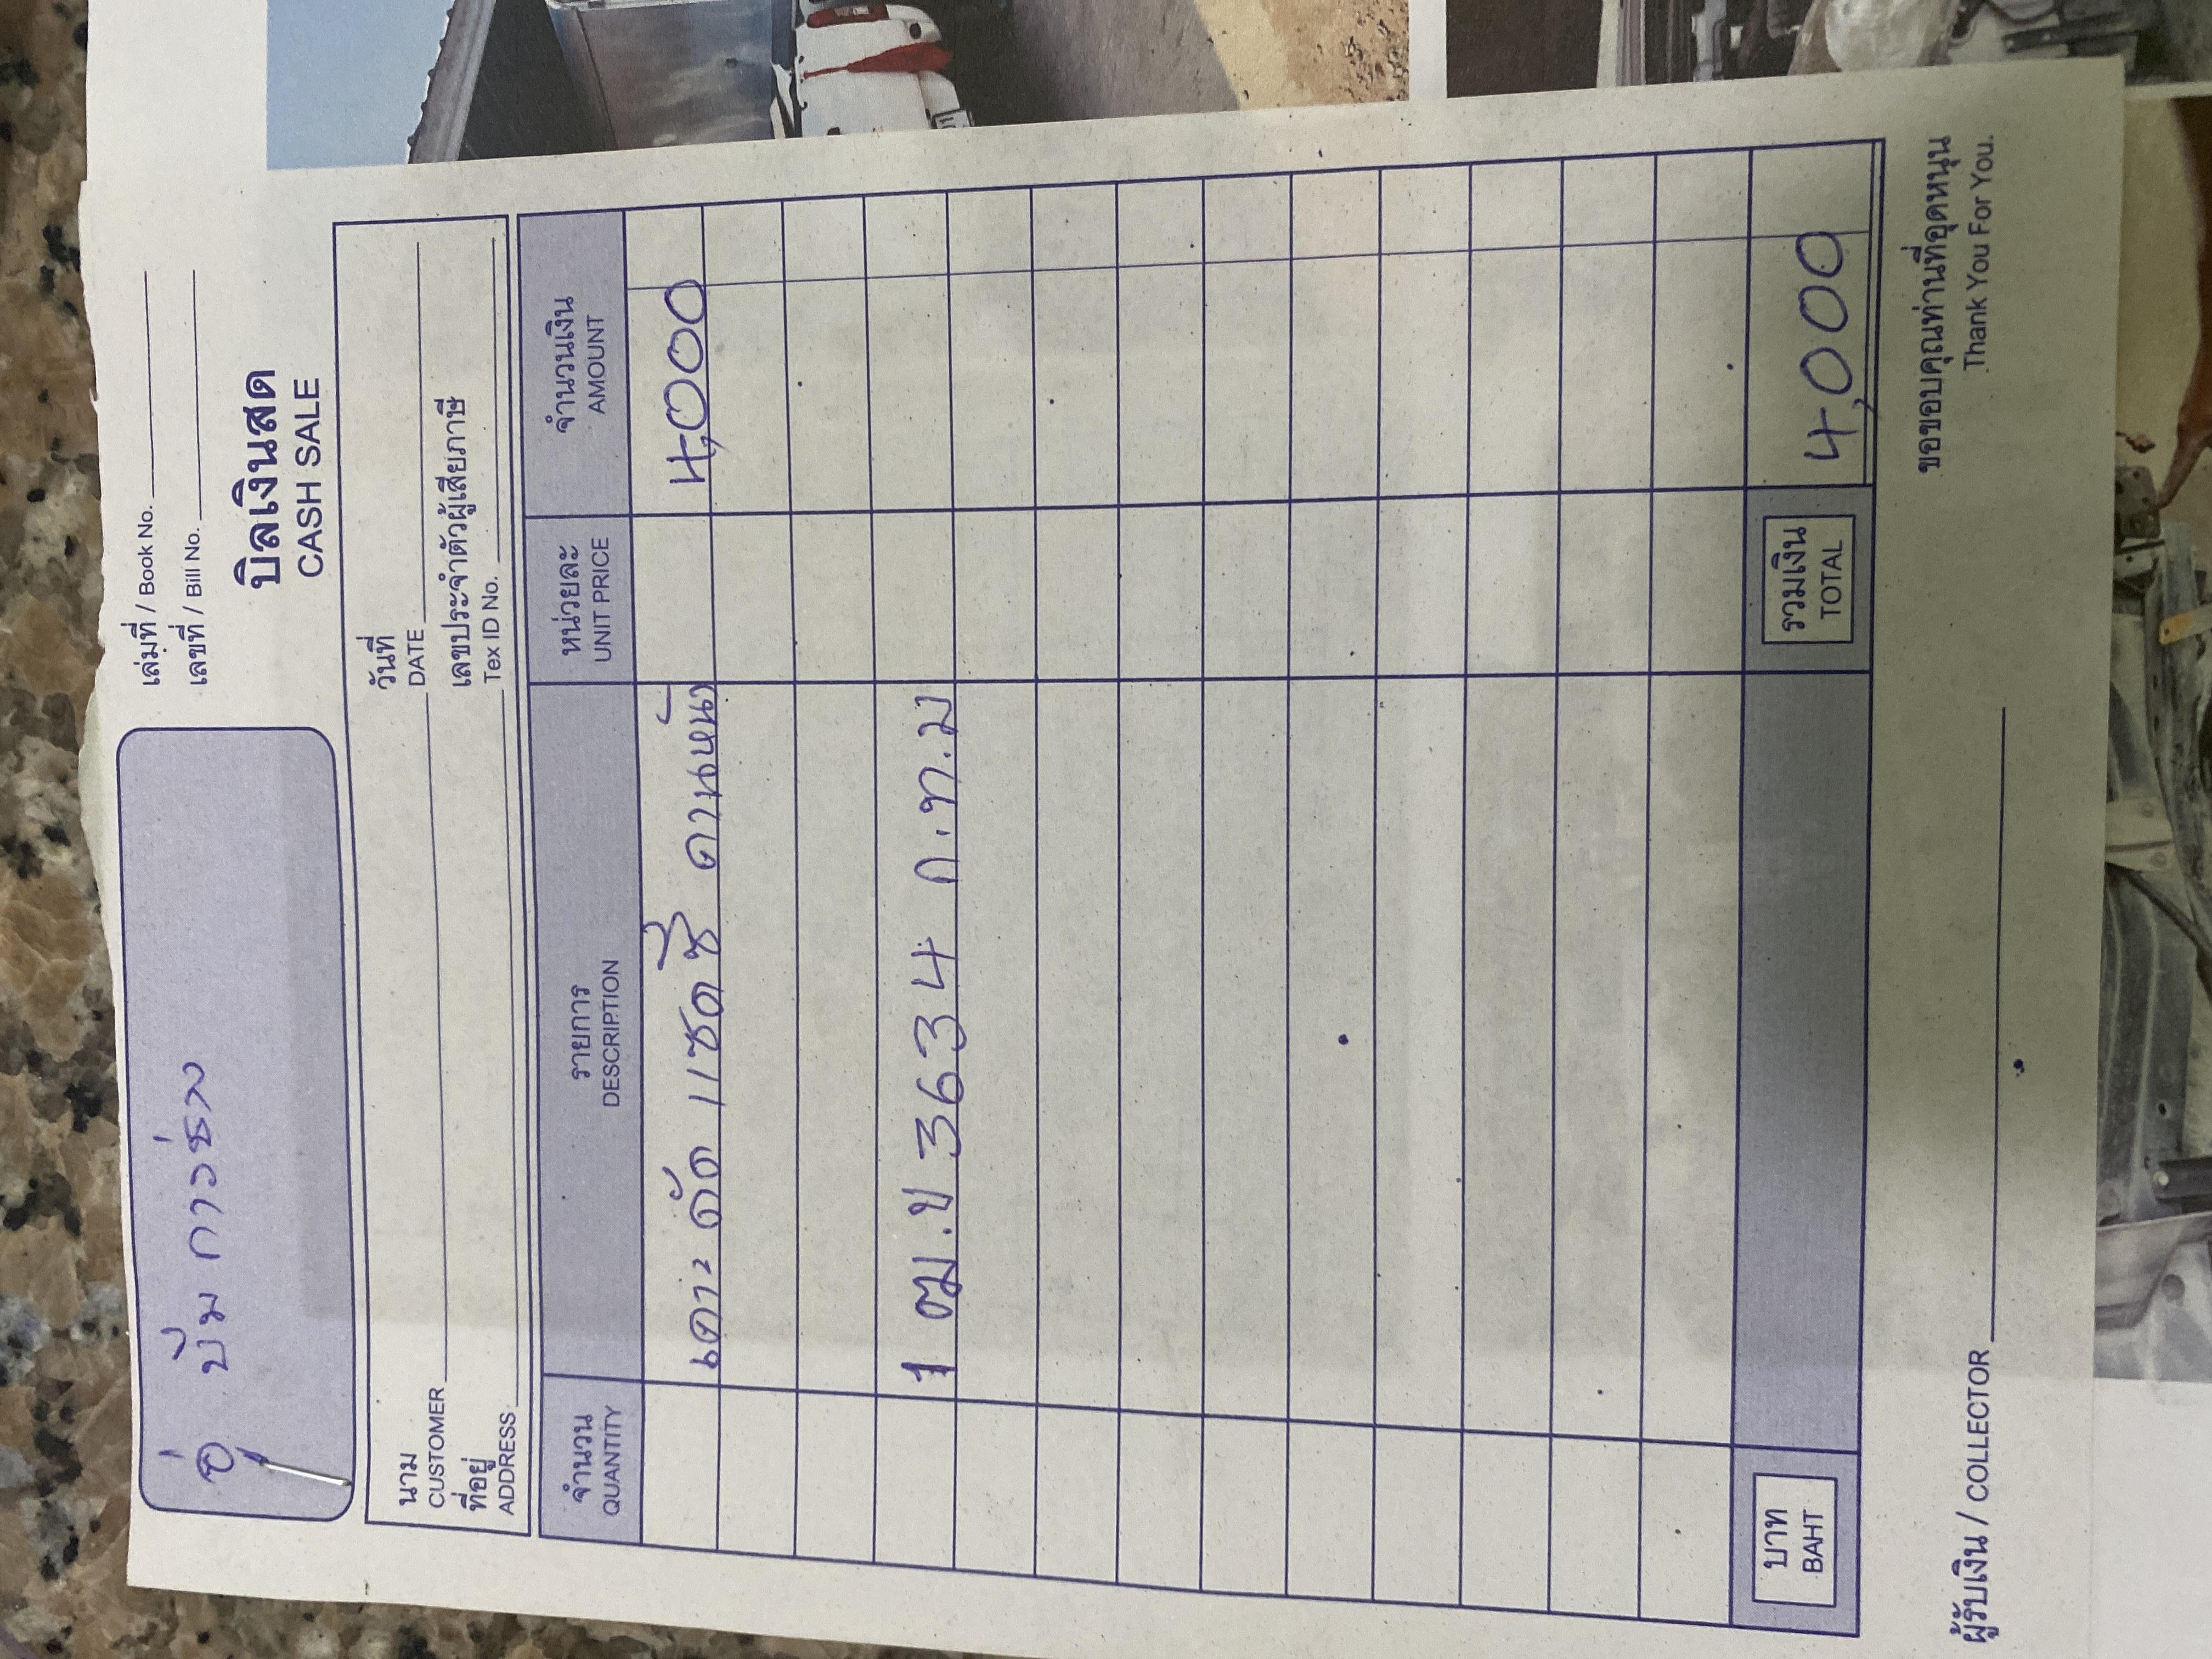 อู่ ปั้ม การช่าง
เล่มที่ / Book No.
เลขที่ / Bill No.
บิลเงินสด
CASH SALE
นาม
CUSTOMER
วันที่
DATE
ที่อยู่
ADDRESS
เลขประจำตัวผู้เสียภาษี
Tex ID No.
จำนวน
QUANTITY
รายการ
DESCRIPTION
หน่วยละ
UNIT PRICE
จำนวนเงิน
AMOUNT
เคาะ ดัด แชดชี้ ดานหน้า 4,000
1 ฒ.ข 3634 ก.ท.ม
บาท
BAHT
รวมเงิน
TOTAL
4,000
ผู้รับเงิน / COLLECTOR
ขอขอบคุณท่านที่อุดหนุน
Thank You For You.